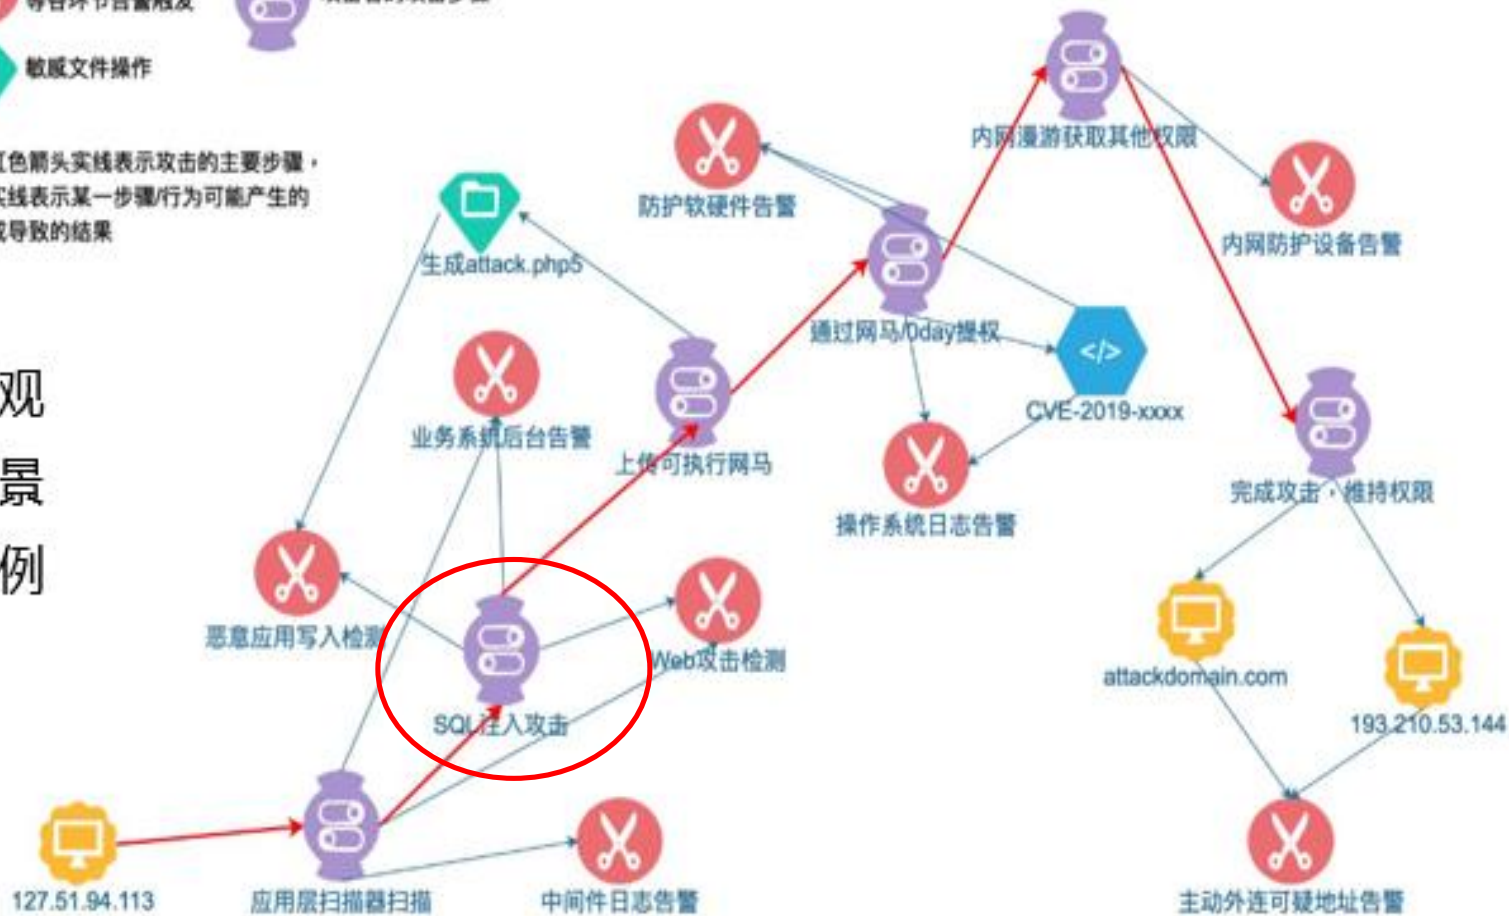 等各环节告警触发
敏感文件操作
红色箭头实线表示攻击的主要步骤，
实线表示某一步骤/行为可能产生的
或导致的结果
观
景
例
内网漫游获取其他权限
防护软硬件告警
内网防护设备告警
生成attack.php5
通过网马/0day提权
</>
CVE-2019-xxxx
业务系统后台告警
上传可执行网马
完成攻击，维持权限
操作系统日志告警
恶意应用写入检测
Web攻击检测
attackdomain.com
SQL注入攻击
193.210.53.144
127.51.94.113
应用层扫描器扫描
中间件日志告警
主动外连可疑地址告警